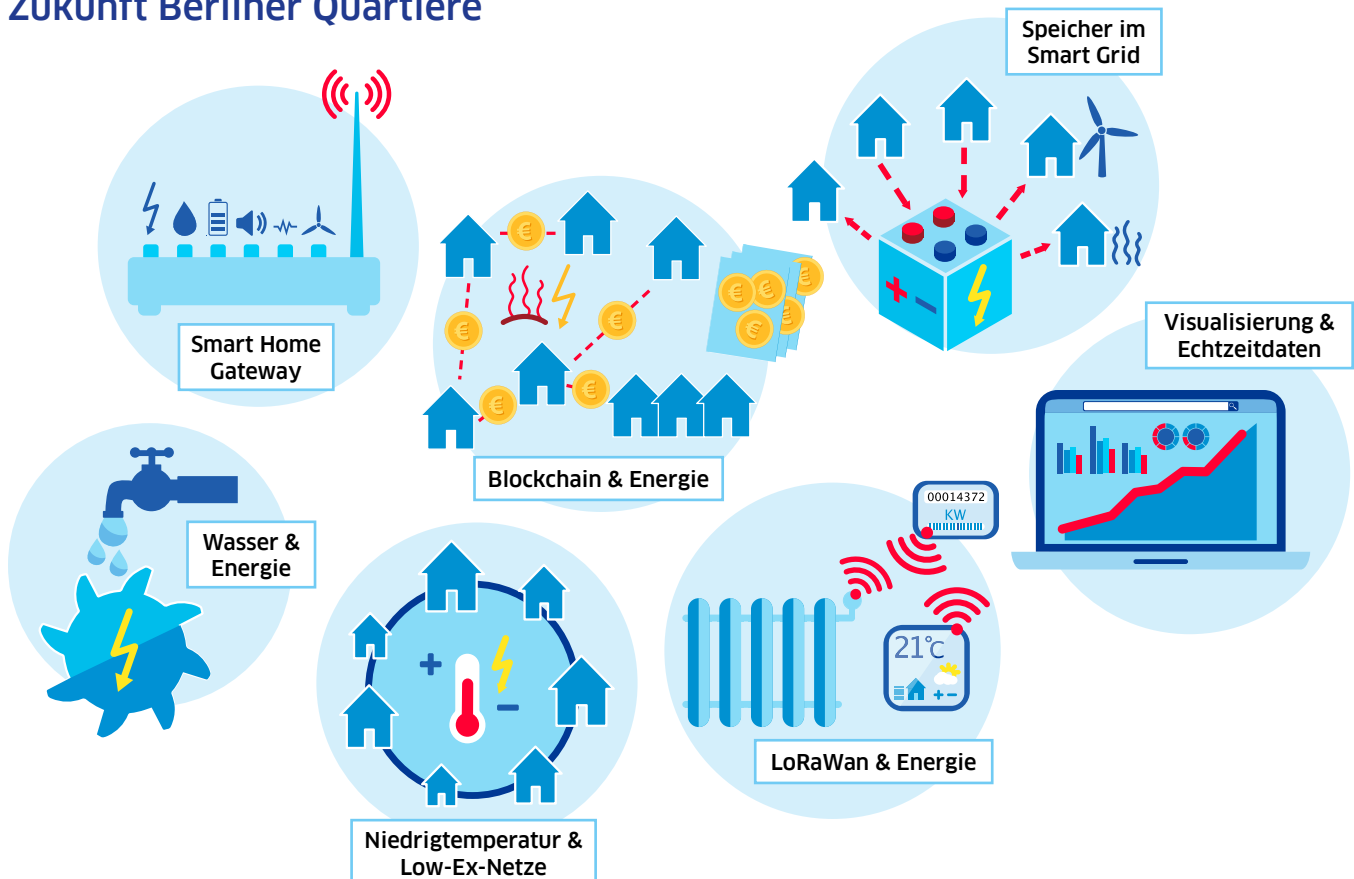 Zukunft Berliner Quartiere
Speicher im
Smart Grid
Smart Home
Gateway
Visualisierung &
Echtzeitdaten
Blockchain & Energie
00014372
KW
Wasser &
Energie
21°C
LoRaWan & Energie
Niedrigtemperatur &
Low-Ex-Netze